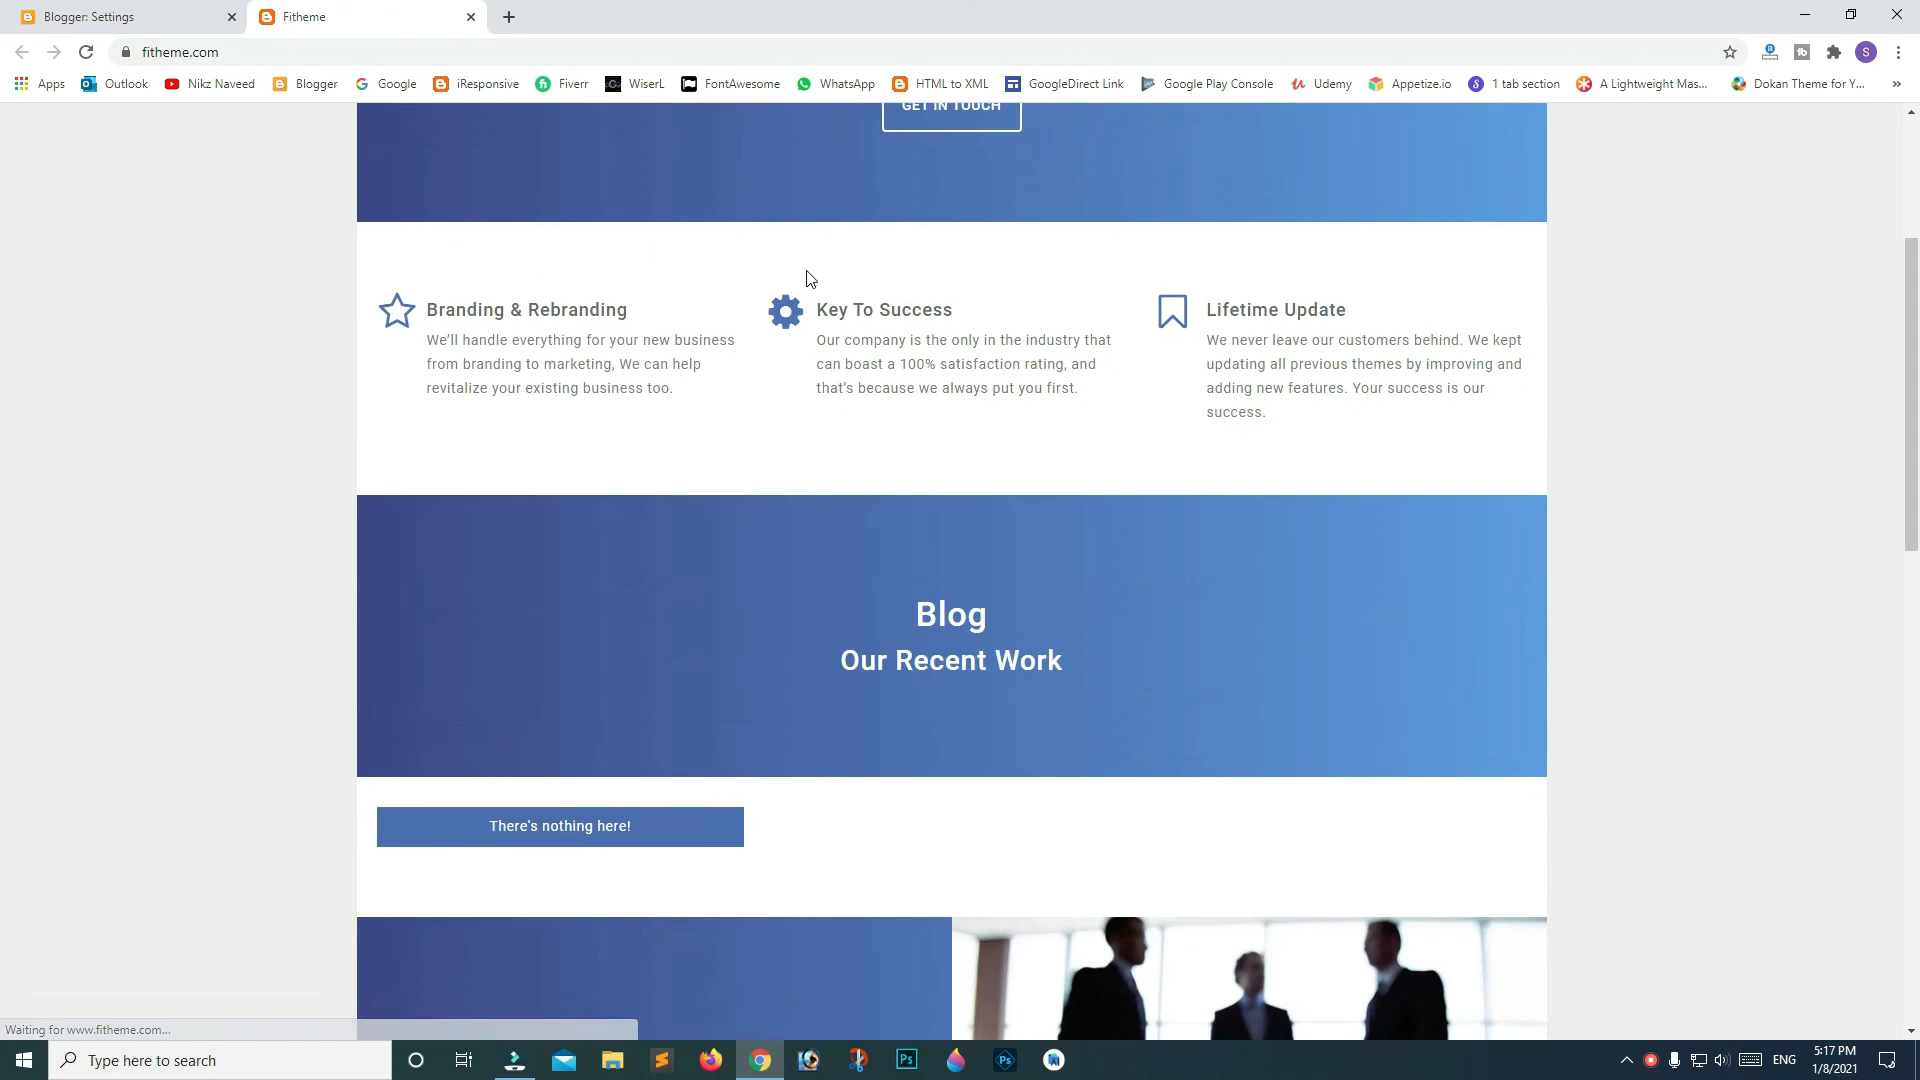 Blogger: Settings
Fitheme
fitheme.com
S
Apps
Outlook
Nikz Naveed
Blogger
Google
iResponsive
Fiverr
WiserL
FontAwesome
WhatsApp
HTML to XML
GoogleDirect Link
Google Play Console
Udemy
Appetize.io
1 tab section
A Lightweight Mas...
Dokan Theme for Y...
»
GET IN TOUCH
Branding & Rebranding
We’ll handle everything for your new business
from branding to marketing, We can help
revitalize your existing business too.
Key To Success
Our company is the only in the industry that
can boast a 100% satisfaction rating, and
that’s because we always put you first.
Lifetime Update
We never leave our customers behind. We kept
updating all previous themes by improving and
adding new features. Your success is our
success.
Blog
Our Recent Work
There's nothing here!
Waiting for www.fitheme.com...
Type here to search
Ps
Ps
ENG
5:17 PM
1/8/2021